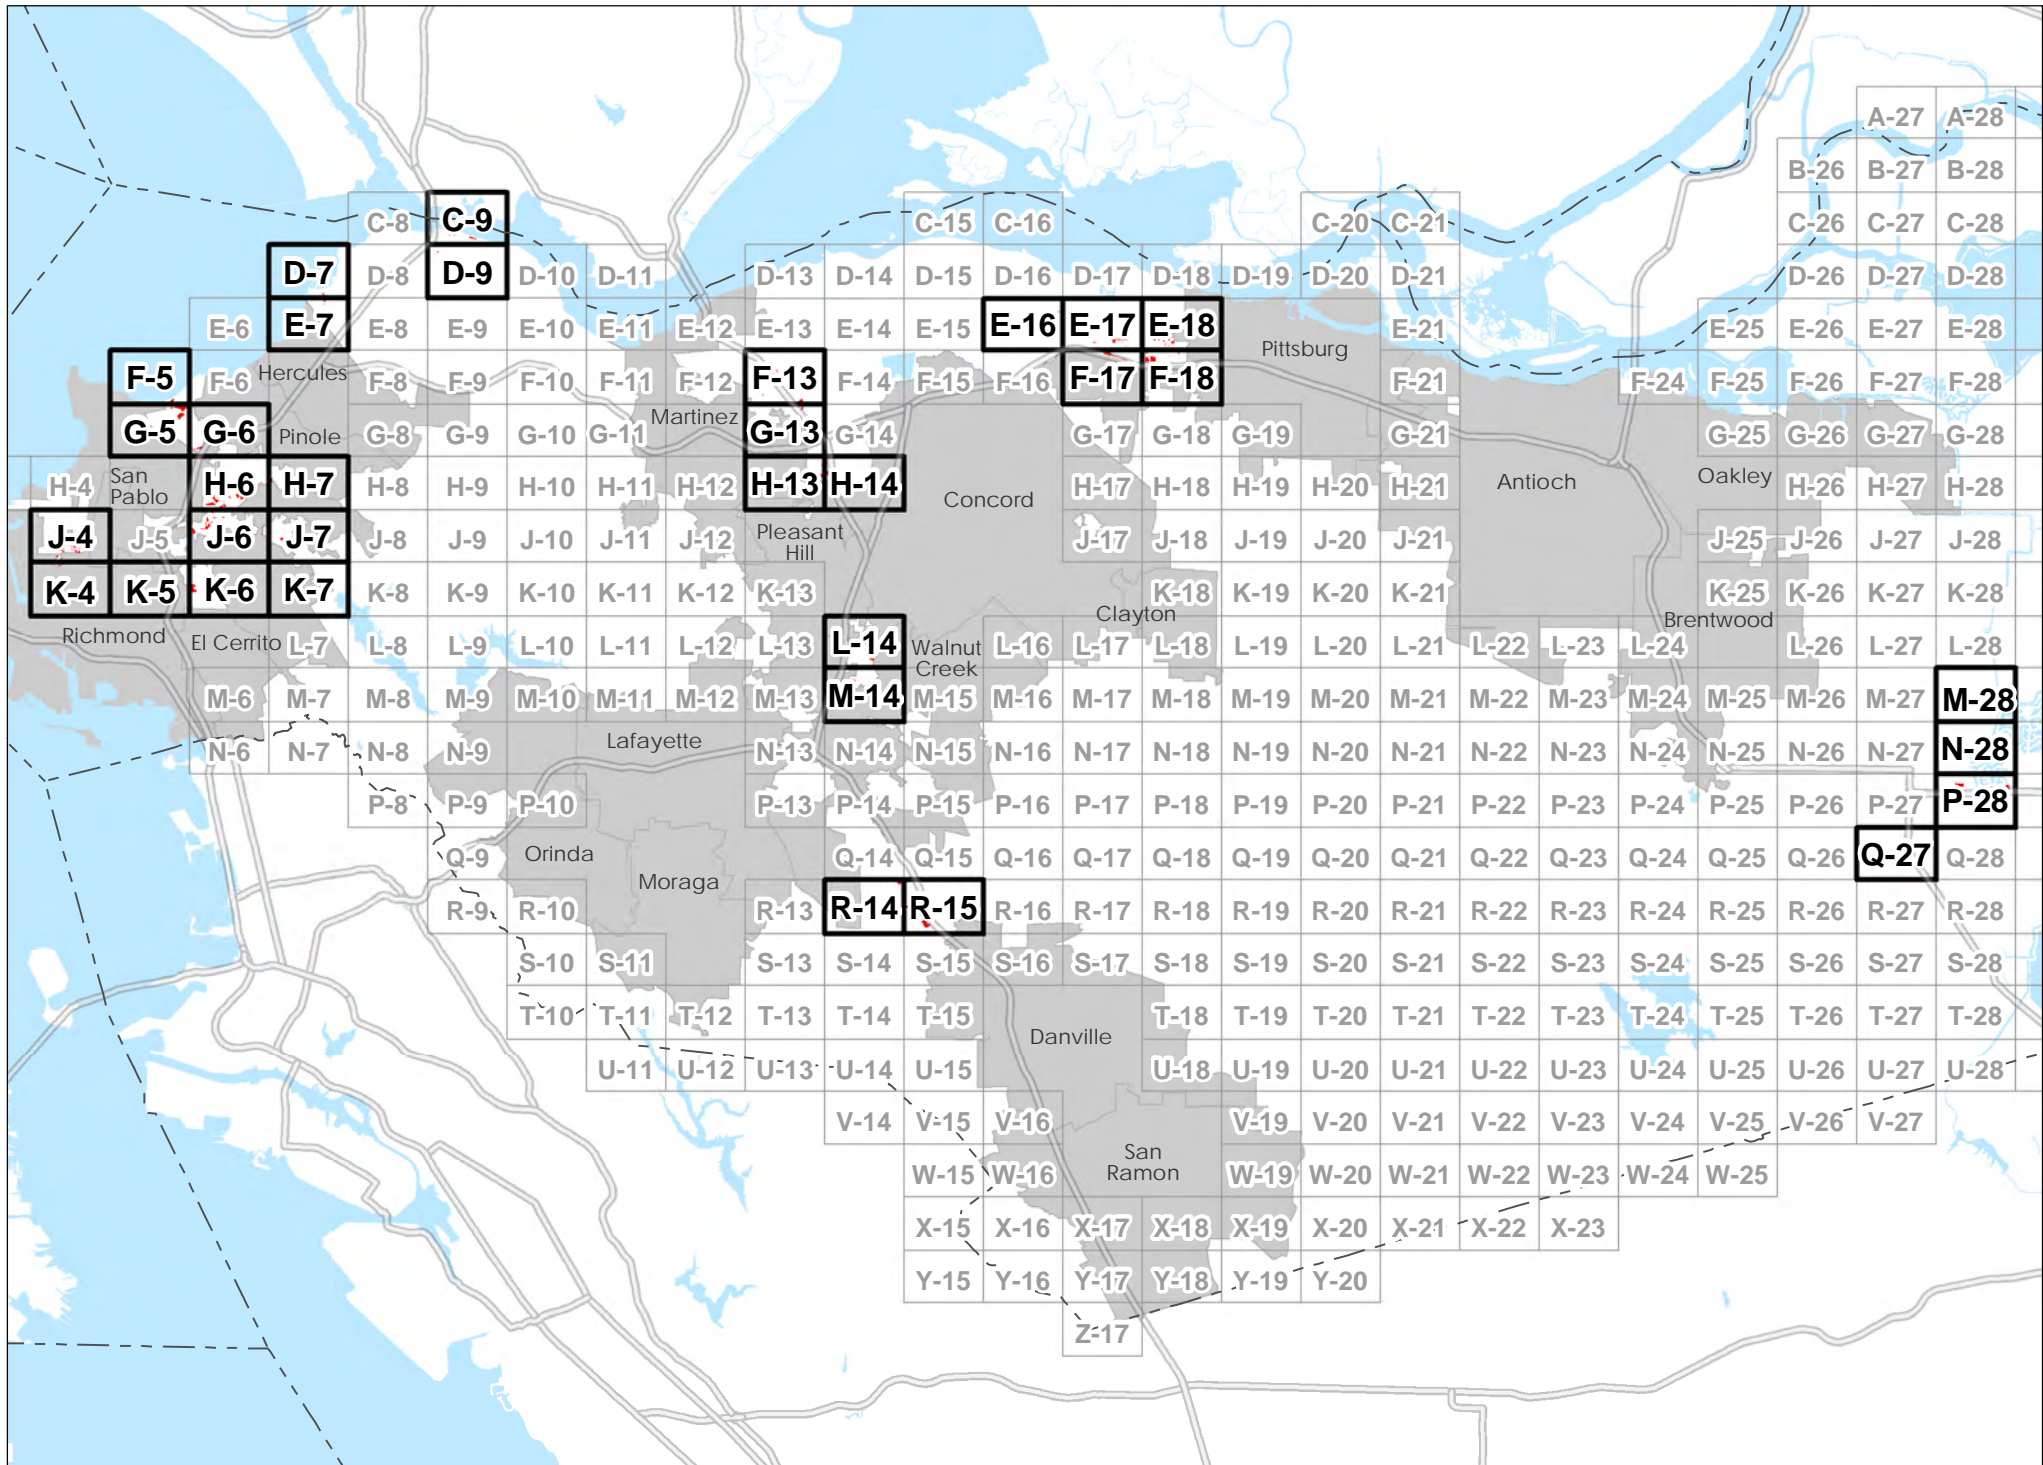 A-27 A-28
B-26 B-27 B-28
C-8 C-9 C-15 C-16 C-20 C-21 C-26 C-27 C-28
D-7 D-8 D-9 D-10 D-11 D-13 D-14 D-15 D-16 D-17 D-18 D-19 D-20 D-21 D-26 D-27 D-28
E-6 E-7 E-8 E-9 E-10 E-11 E-12 E-13 E-14 E-15 E-16 E-17 E-18 E-21 E-25 E-26 E-27 E-28
Pittsburg
Hercules
F-5 F-6 F-8 F-9 F-10 F-11 F-12 F-13 F-14 F-15 F-16 F-17 F-18 F-21 F-24 F-25 F-26 F-27 F-28
Martinez
G-5 G-6 Pinole G-8 G-9 G-10 G-11 G-13 G-14 G-17 G-18 G-19 G-21 G-25 G-26 G-27 G-28
San
Pablo
Concord
Antioch
Oakley
H-4 H-6 H-7 H-8 H-9 H-10 H-11 H-12 H-13 H-14 H-17 H-18 H-19 H-20 H-21 H-26 H-27 H-28
Pleasant
Hill
J-4 J-5 J-6 J-7 J-8 J-9 J-10 J-11 J-12 J-17 J-18 J-19 J-20 J-21 J-25 J-26 J-27 J-28
K-4 K-5 K-6 K-7 K-8 K-9 K-10 K-11 K-12 K-13 K-18 K-19 K-20 K-21 K-25 K-26 K-27 K-28
Clayton
Brentwood
Richmond
El Cerrito
L-7 L-8 L-9 L-10 L-11 L-12 L-13 L-14 L-16 L-17 L-18 L-19 L-20 L-21 L-22 L-23 L-24 L-26 L-27 L-28
Walnut
Creek
M-6 M-7 M-8 M-9 M-10 M-11 M-12 M-13 M-14 M-15 M-16 M-17 M-18 M-19 M-20 M-21 M-22 M-23 M-24 M-25 M-26 M-27 M-28
Lafayette
N-6 N-7 N-8 N-9 N-13 N-14 N-15 N-16 N-17 N-18 N-19 N-20 N-21 N-22 N-23 N-24 N-25 N-26 N-27 N-28
P-8 P-9 P-10 P-13 P-14 P-15 P-16 P-17 P-18 P-19 P-20 P-21 P-22 P-23 P-24 P-25 P-26 P-27 P-28
Orinda
Moraga
Q-9 Q-14 Q-15 Q-16 Q-17 Q-18 Q-19 Q-20 Q-21 Q-22 Q-23 Q-24 Q-25 Q-26 Q-27 Q-28
R-9 R-10 R-13 R-14 R-15 R-16 R-17 R-18 R-19 R-20 R-21 R-22 R-23 R-24 R-25 R-26 R-27 R-28
S-10 S-11 S-13 S-14 S-15 S-16 S-17 S-18 S-19 S-20 S-21 S-22 S-23 S-24 S-25 S-26 S-27 S-28
T-10 T-11 T-12 T-13 T-14 T-15 T-18 T-19 T-20 T-21 T-22 T-23 T-24 T-25 T-26 T-27 T-28
Danville
U-11 U-12 U-13 U-14 U-15 U-18 U-19 U-20 U-21 U-22 U-23 U-24 U-25 U-26 U-27 U-28
V-14 V-15 V-16 V-19 V-20 V-21 V-22 V-23 V-24 V-25 V-26 V-27
San
Ramon
W-15 W-16 W-19 W-20 W-21 W-22 W-23 W-24 W-25
X-15 X-16 X-17 X-18 X-19 X-20 X-21 X-22 X-23
Y-15 Y-16 Y-17 Y-18 Y-19 Y-20
Z-17